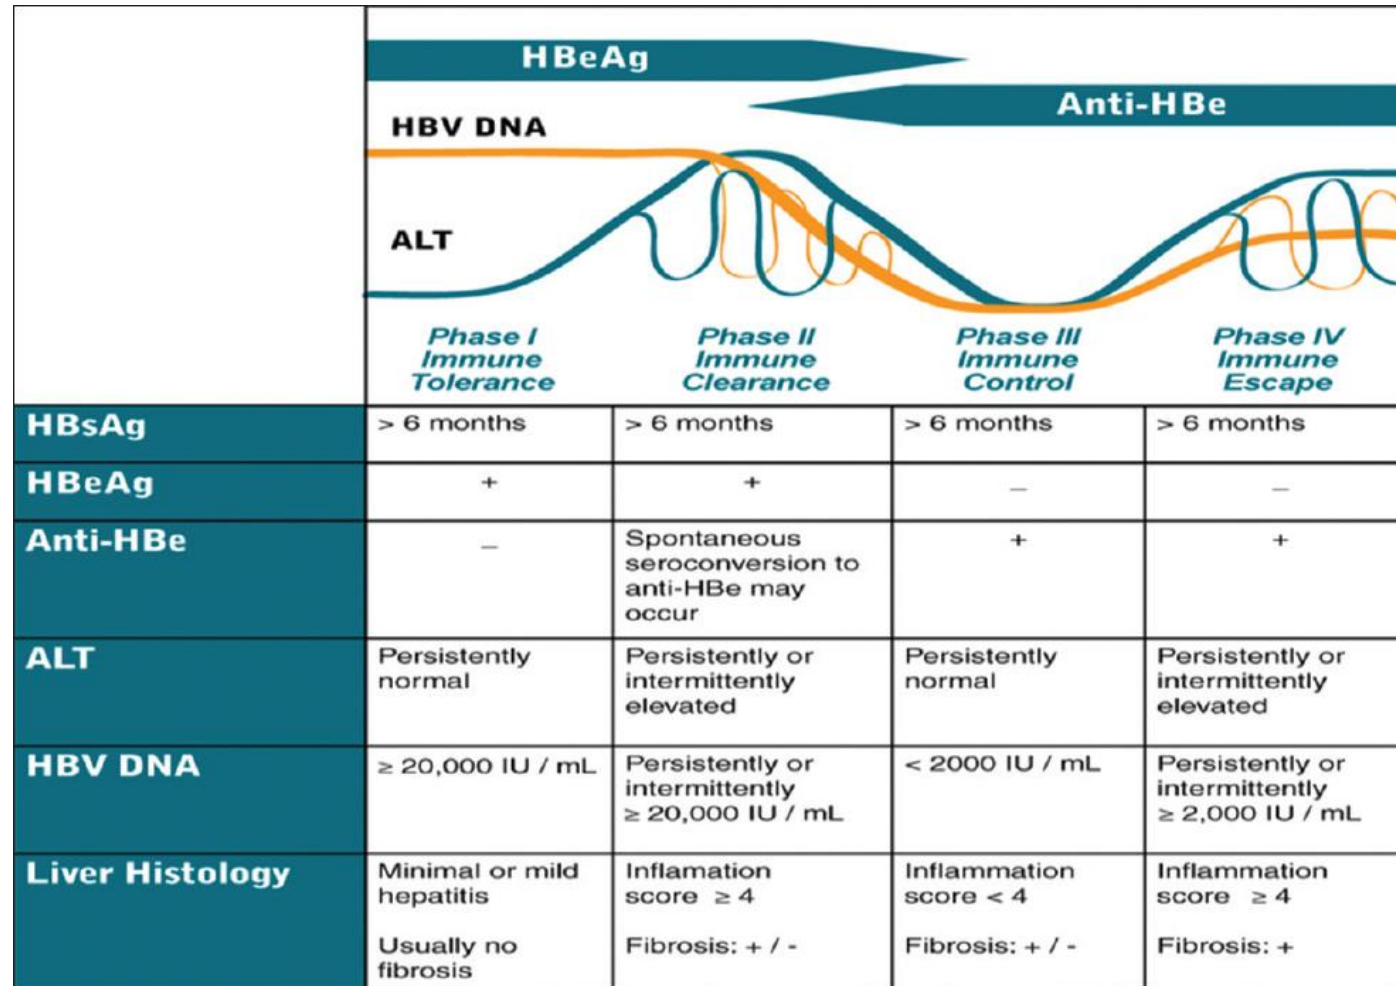 HBeAg
Anti-HBe
HBV DNA
ALT
Phase I
Immune
Tolerance
Phase II
Immune
Clearance
Phase III
Immune
Control
Phase IV
Immune
Escape
HBsAg
> 6 months
> 6 months
> 6 months
> 6 months
HBeAg
+
+
–
–
Anti-HBe
–
Spontaneous
seroconversion to
anti-HBe may
occur
+
+
ALT
Persistently
normal
Persistently or
intermittently
elevated
Persistently
normal
Persistently or
intermittently
elevated
HBV DNA
≥ 20,000 IU / mL
Persistently or
intermittently
≥ 20,000 IU / mL
< 2000 IU / mL
Persistently or
intermittently
≥ 2,000 IU / mL
Liver Histology
Minimal or mild
hepatitis
Usually no
fibrosis
Inflamation
score ≥ 4
Fibrosis: + / -
Inflammation
score < 4
Fibrosis: + / -
Inflammation
score ≥ 4
Fibrosis: +